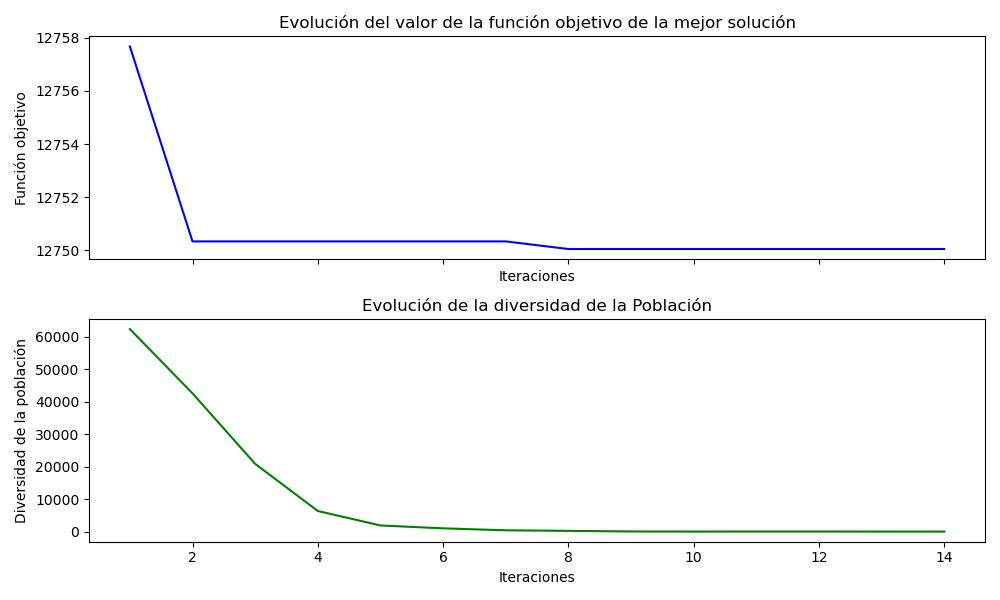 Evolución del valor de la función objetivo de la mejor solución
12758
12756
12754
12752
12750
Función objetivo
Iteraciones
Evolución de la diversidad de la Población
60000
50000
40000
30000
20000
10000
0
Diversidad de la población
2 4 6 8 10 12 14
Iteraciones